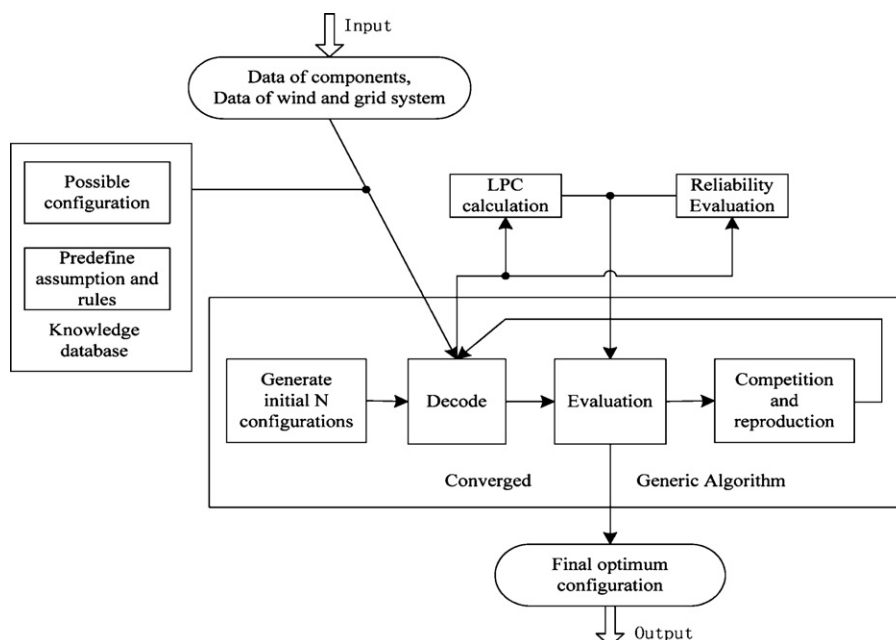 Input
Data of components,
Data of wind and grid system
Possible
configuration
Predefine
assumption and
rules
Knowledge
database
LPC
calculation
Reliability
Evaluation
Generate
initial N
configurations
Decode
Evaluation
Competition
and
reproduction
Converged
Generic Algorithm
Final optimum
configuration
Output